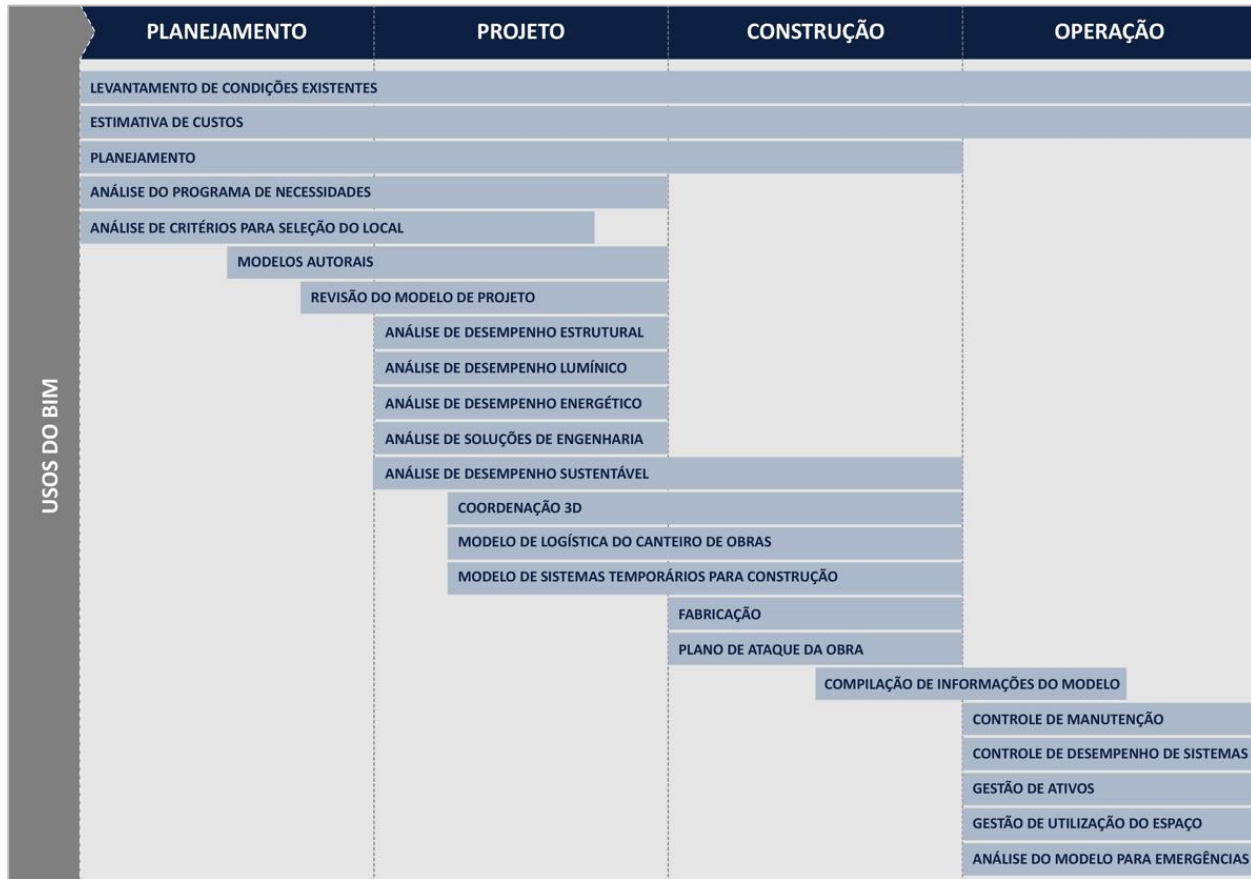 PLANEJAMENTO
PROJETO
CONSTRUÇÃO
OPERAÇÃO
USOS DO BIM
LEVANTAMENTO DE CONDIÇÕES EXISTENTES
ESTIMATIVA DE CUSTOS
PLANEJAMENTO
ANÁLISE DO PROGRAMA DE NECESSIDADES
ANÁLISE DE CRITÉRIOS PARA SELEÇÃO DO LOCAL
MODELOS AUTORAIS
REVISÃO DO MODELO DE PROJETO
ANÁLISE DE DESEMPENHO ESTRUTURAL
ANÁLISE DE DESEMPENHO LUMÍNICO
ANÁLISE DE DESEMPENHO ENERGÉTICO
ANÁLISE DE SOLUÇÕES DE ENGENHARIA
ANÁLISE DE DESEMPENHO SUSTENTÁVEL
COORDENAÇÃO 3D
MODELO DE LOGÍSTICA DO CANTEIRO DE OBRAS
MODELO DE SISTEMAS TEMPORÁRIOS PARA CONSTRUÇÃO
FABRICAÇÃO
PLANO DE ATAQUE DA OBRA
COMPILAÇÃO DE INFORMAÇÕES DO MODELO
CONTROLE DE MANUTENÇÃO
CONTROLE DE DESEMPENHO DE SISTEMAS
GESTÃO DE ATIVOS
GESTÃO DE UTILIZAÇÃO DO ESPAÇO
ANÁLISE DO MODELO PARA EMERGÊNCIAS